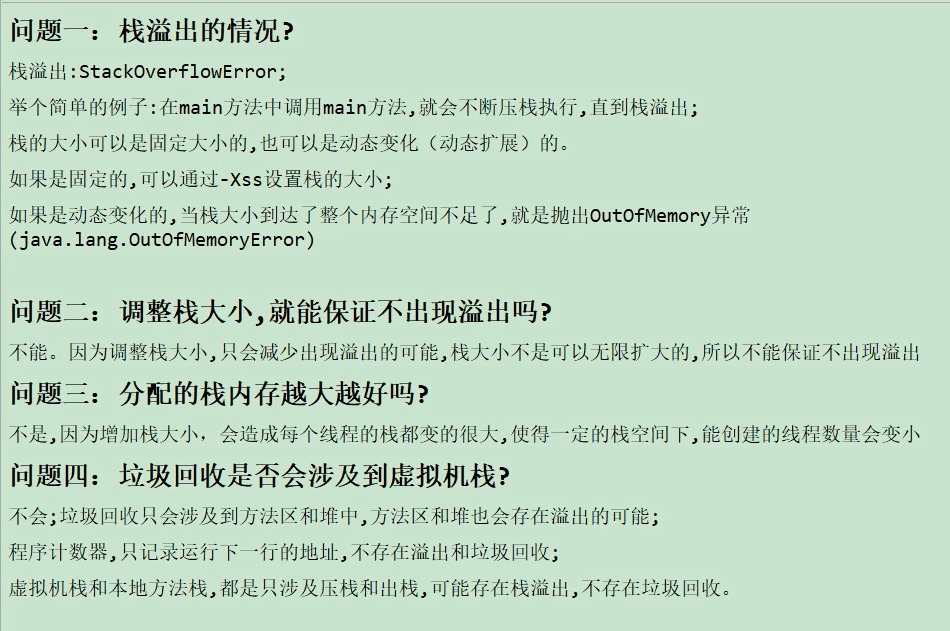 问题一: 栈溢出的情况?
栈溢出:StackOverflowError;
举个简单的例子:在main方法中调用main方法,就会不断压栈执行,直到栈溢出;
栈的大小可以是固定大小的,也可以是动态变化（动态扩展）的。
如果是固定的,可以通过-Xss设置栈的大小;
如果是动态变化的,当栈大小到达了整个内存空间不足了,就是抛出OutOfMemory异常
(java.lang.OutOfMemoryError)
问题二: 调整栈大小,就能保证不出现溢出吗?
不能。因为调整栈大小,只会减少出现溢出的可能,栈大小不是可以无限扩大的,所以不能保证不出现溢出
问题三: 分配的栈内存越大越好吗?
不是,因为增加栈大小，会造成每个线程的栈都变的很大,使得一定的栈空间下,能创建的线程数量会变小
问题四: 垃圾回收是否会涉及到虚拟机栈?
不会;垃圾回收只会涉及到方法区和堆中,方法区和堆也会存在溢出的可能;
程序计数器,只记录运行下一行的地址,不存在溢出和垃圾回收;
虚拟机栈和本地方法栈,都是只涉及压栈和出栈,可能存在栈溢出,不存在垃圾回收。